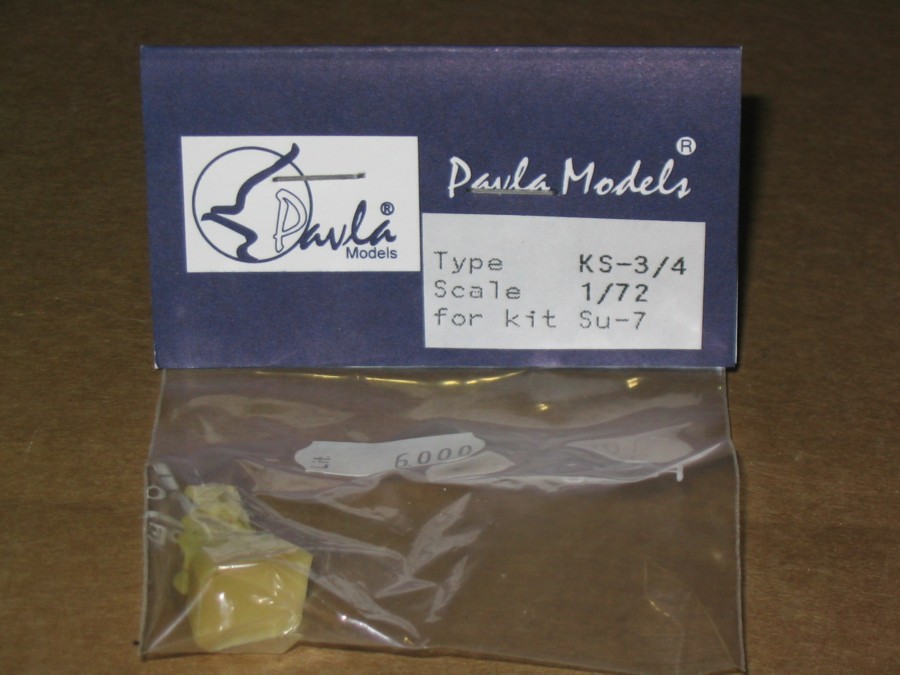 Pavla®
Models
Pavla Models®
Type KS-3/4
Scale 1/72
for kit Su-7
6000